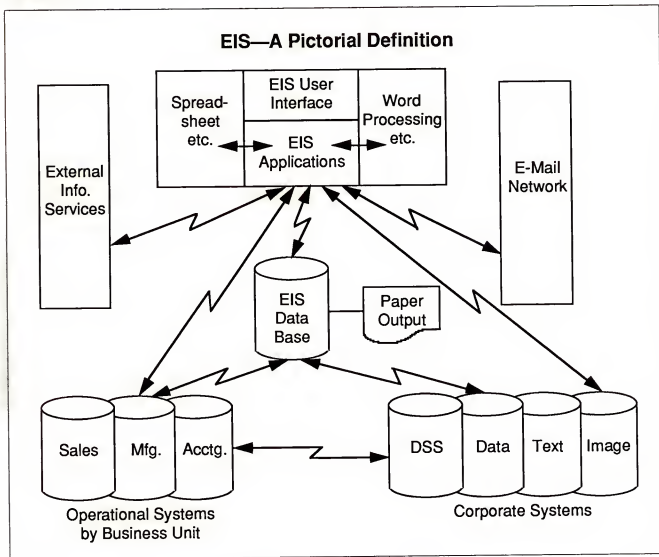 EIS—A Pictorial Definition
Spread-
sheet
etc.
EIS User
Interface
EIS
Applications
Word
Processing
etc.
External
Info.
Services
E-Mail
Network
EIS
Data
Base
Paper
Output
Sales
Mfg.
Acctg.
DSS
Data
Text
Image
Operational Systems
by Business Unit
Corporate Systems